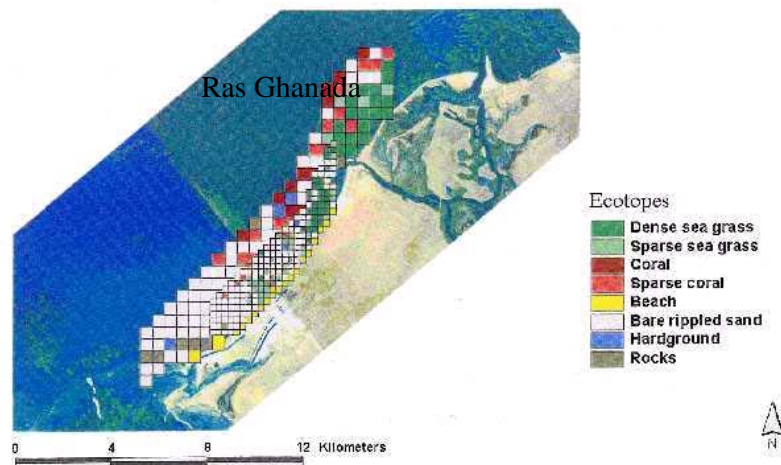 Ras Ghanada
Ecotopes
Dense sea grass
Sparse sea grass
Coral
Sparse coral
Beach
Bare rippled sand
Hardground
Rocks
N
0 4 8 12 Kilometers